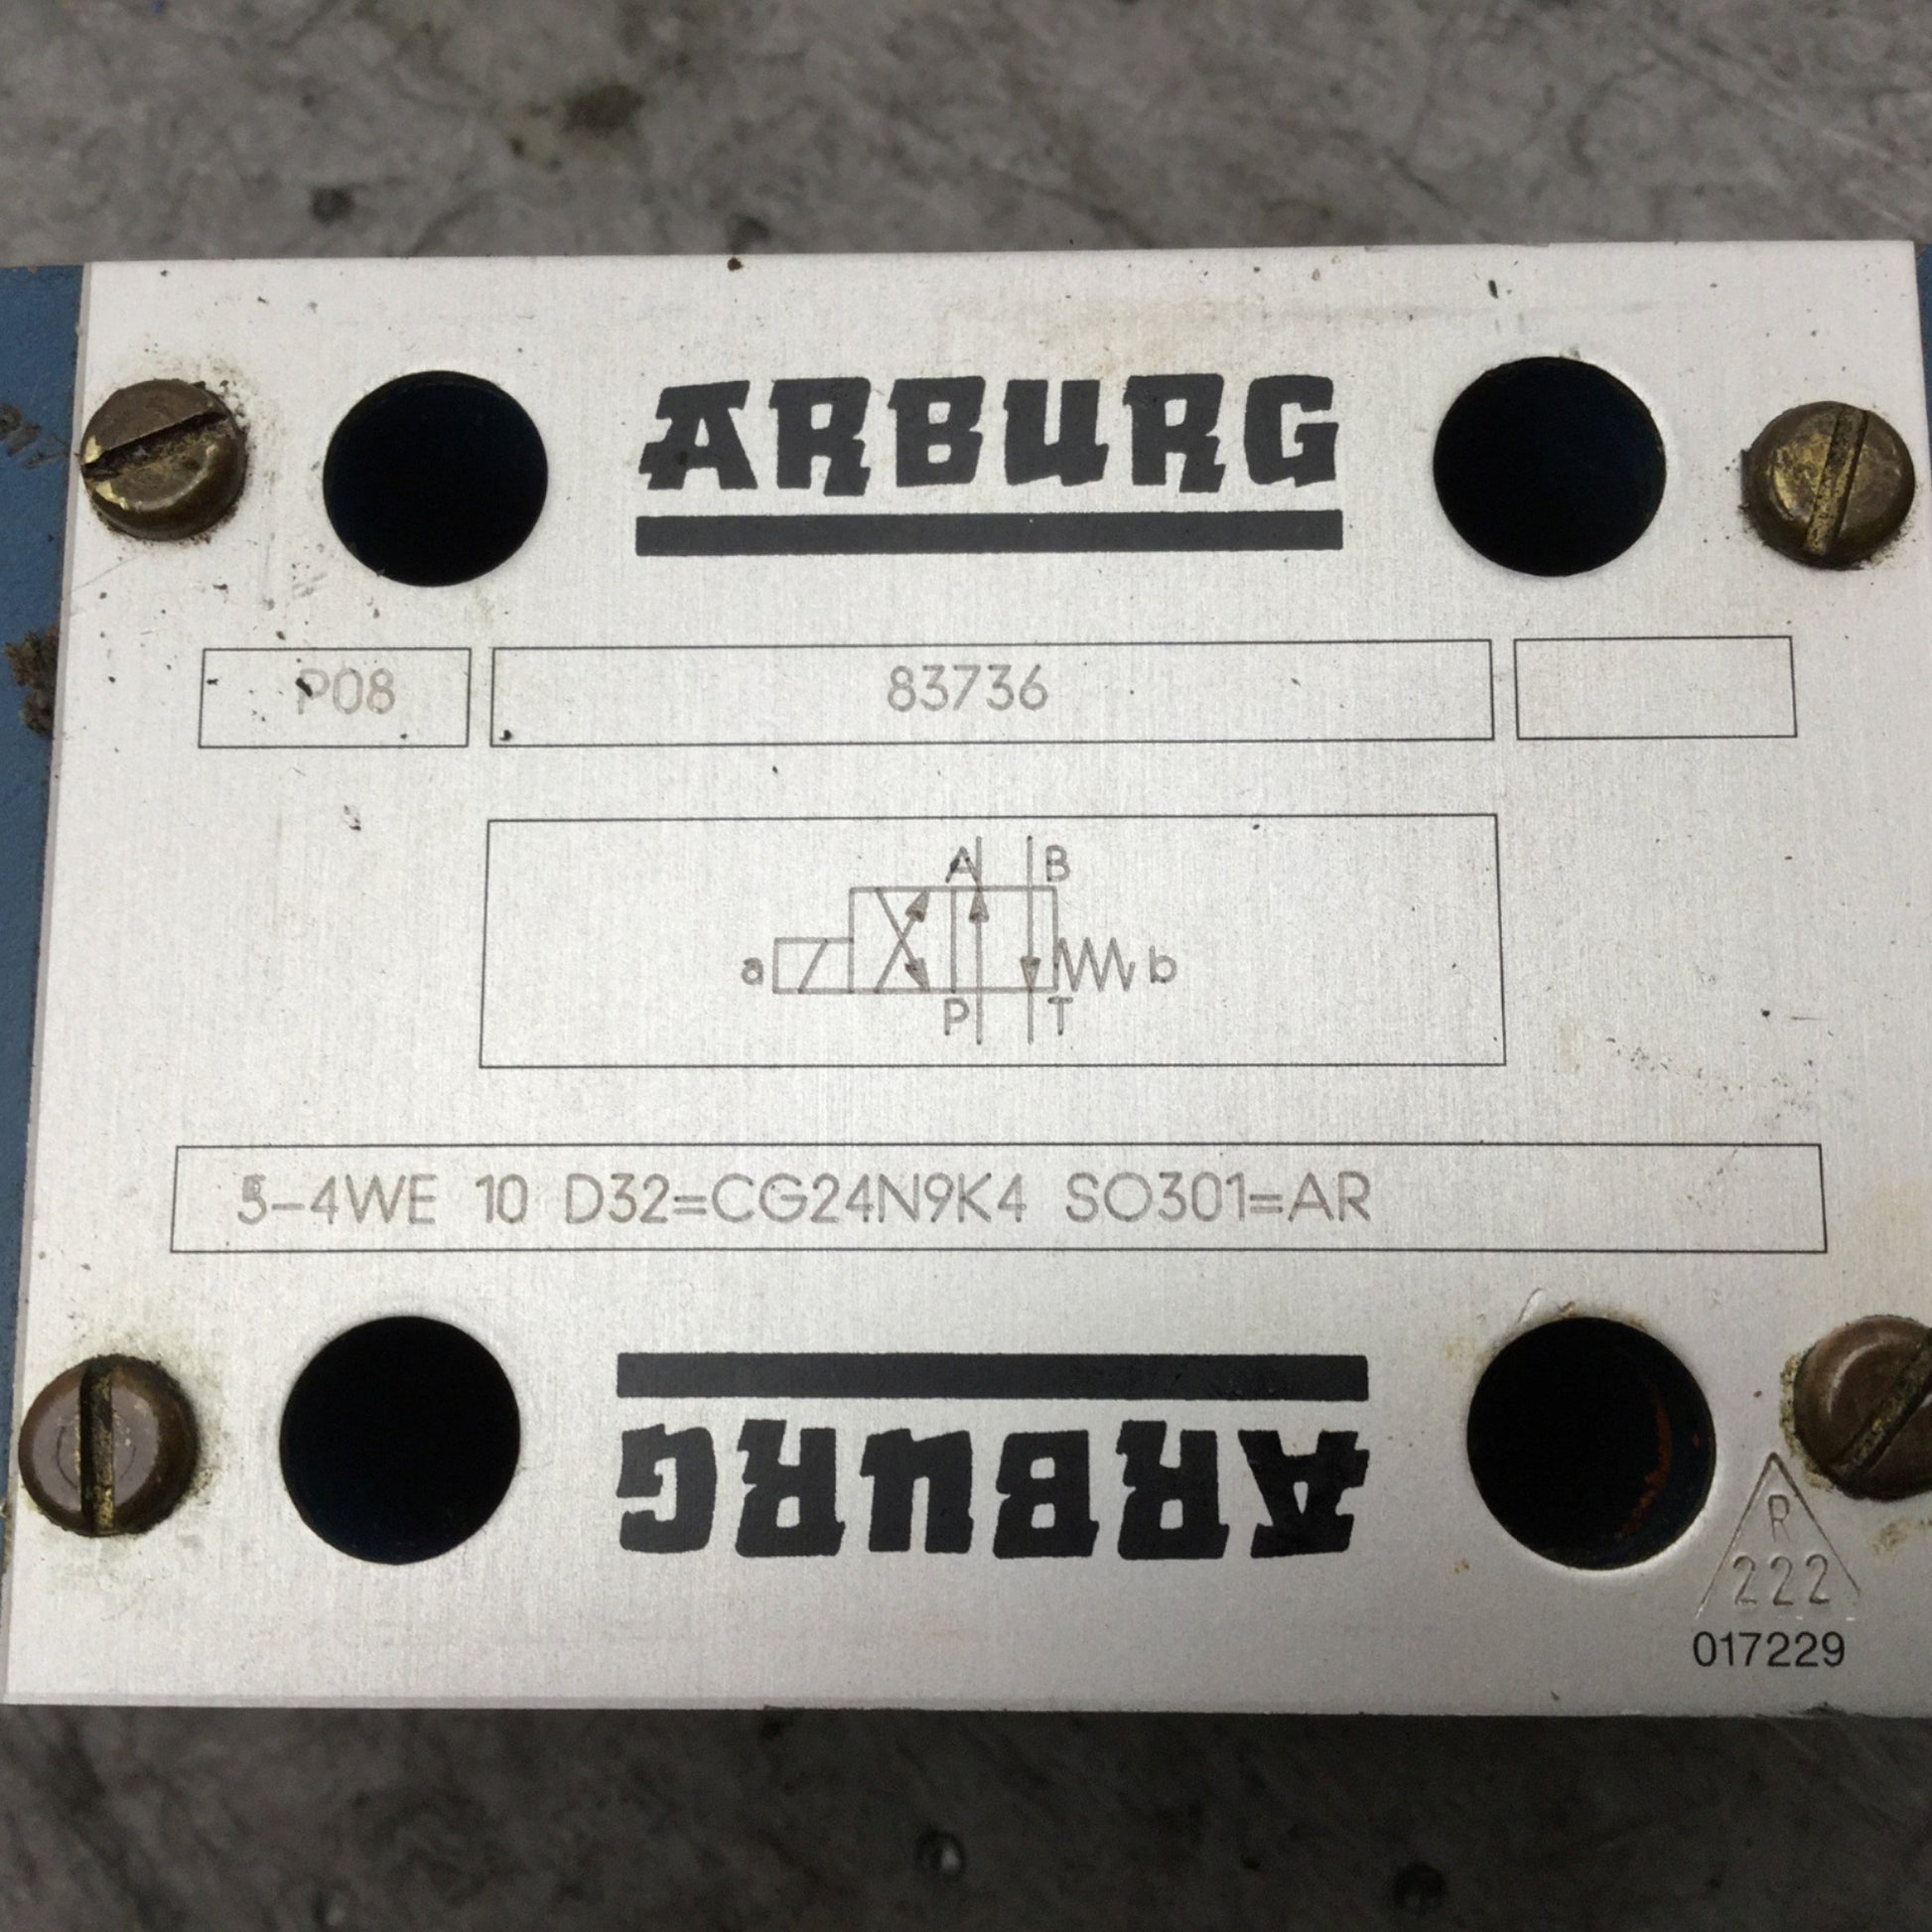 ARBURG
P08 83736
A B
a b
P T
5-4WE 10 D32=CG24N9K4 SO301=AR
ARBURG
R
222
017229